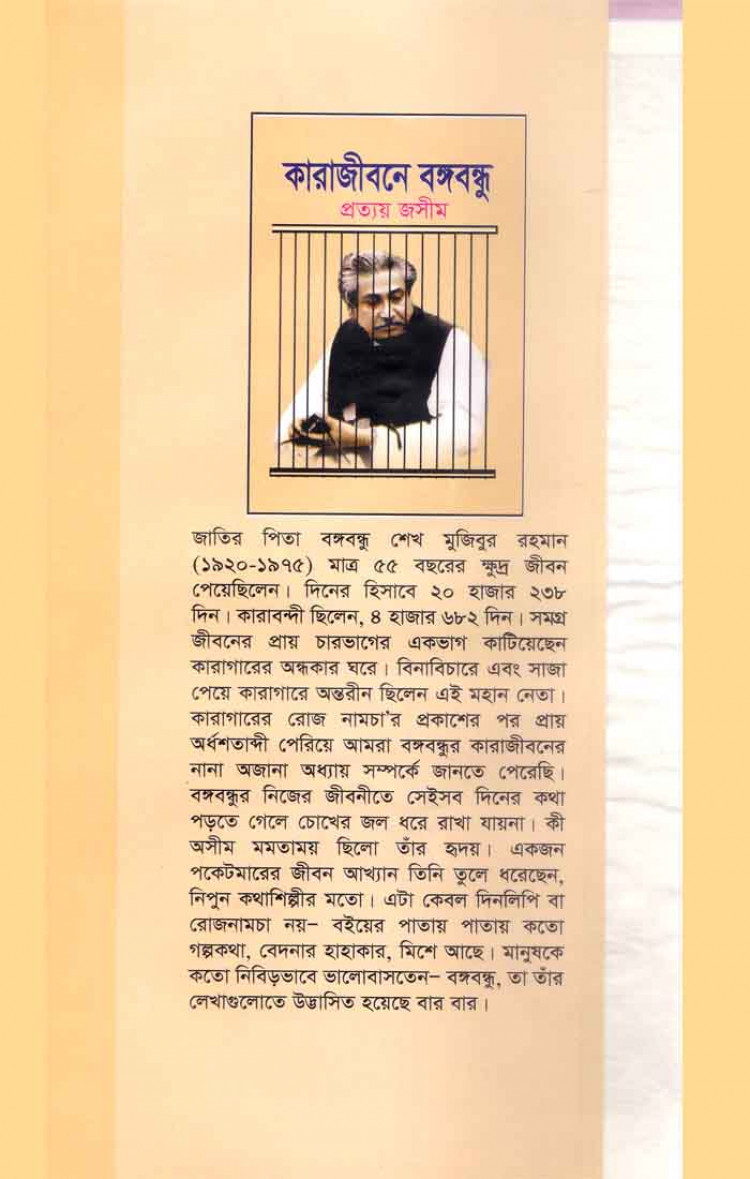 কারাজীবনে বঙ্গবন্ধু
প্রত্যয় জসীম
জাতির পিতা বঙ্গবন্ধু শেখ মুজিবুর রহমান
(১৯২০-১৯৭৫) মাত্র ৫৫ বছরের ক্ষুদ্র জীবন
পেয়েছিলেন। দিনের হিসাবে ২০ হাজার ২৩৮
দিন। কারাবন্দী ছিলেন, ৪ হাজার ৬৮২ দিন। সমগ্র
জীবনের প্রায় চারভাগের একভাগ কাটিয়েছেন
কারাগারের অন্ধকার ঘরে। বিনাবিচারে এবং সাজা
পেয়ে কারাগারে অন্তরীন ছিলেন এই মহান নেতা।
কারাগারের রোজ নামচা'র প্রকাশের পর প্রায়
অর্ধশতাব্দী পেরিয়ে আমরা বঙ্গবন্ধুর কারাজীবনের
নানা অজানা অধ্যায় সম্পর্কে জানতে পেরেছি।
বঙ্গবন্ধুর নিজের জীবনীতে সেইসব দিনের কথা
পড়তে গেলে চোখের জল ধরে রাখা যায়না। কী
অসীম মমতাময় ছিলো তাঁর হৃদয়। একজন
পকেটমারের জীবন আখ্যান তিনি তুলে ধরেছেন,
নিপুন কথাশিল্পীর মতো। এটা কেবল দিনলিপি বা
রোজনামচা নয়– বইয়ের পাতায় পাতায় কতো
গল্পকথা, বেদনার হাহাকার, মিশে আছে। মানুষকে
কতো নিবিড়ভাবে ভালোবাসতেন– বঙ্গবন্ধু, তা তাঁর
লেখাগুলোতে উদ্ভাসিত হয়েছে বার বার।